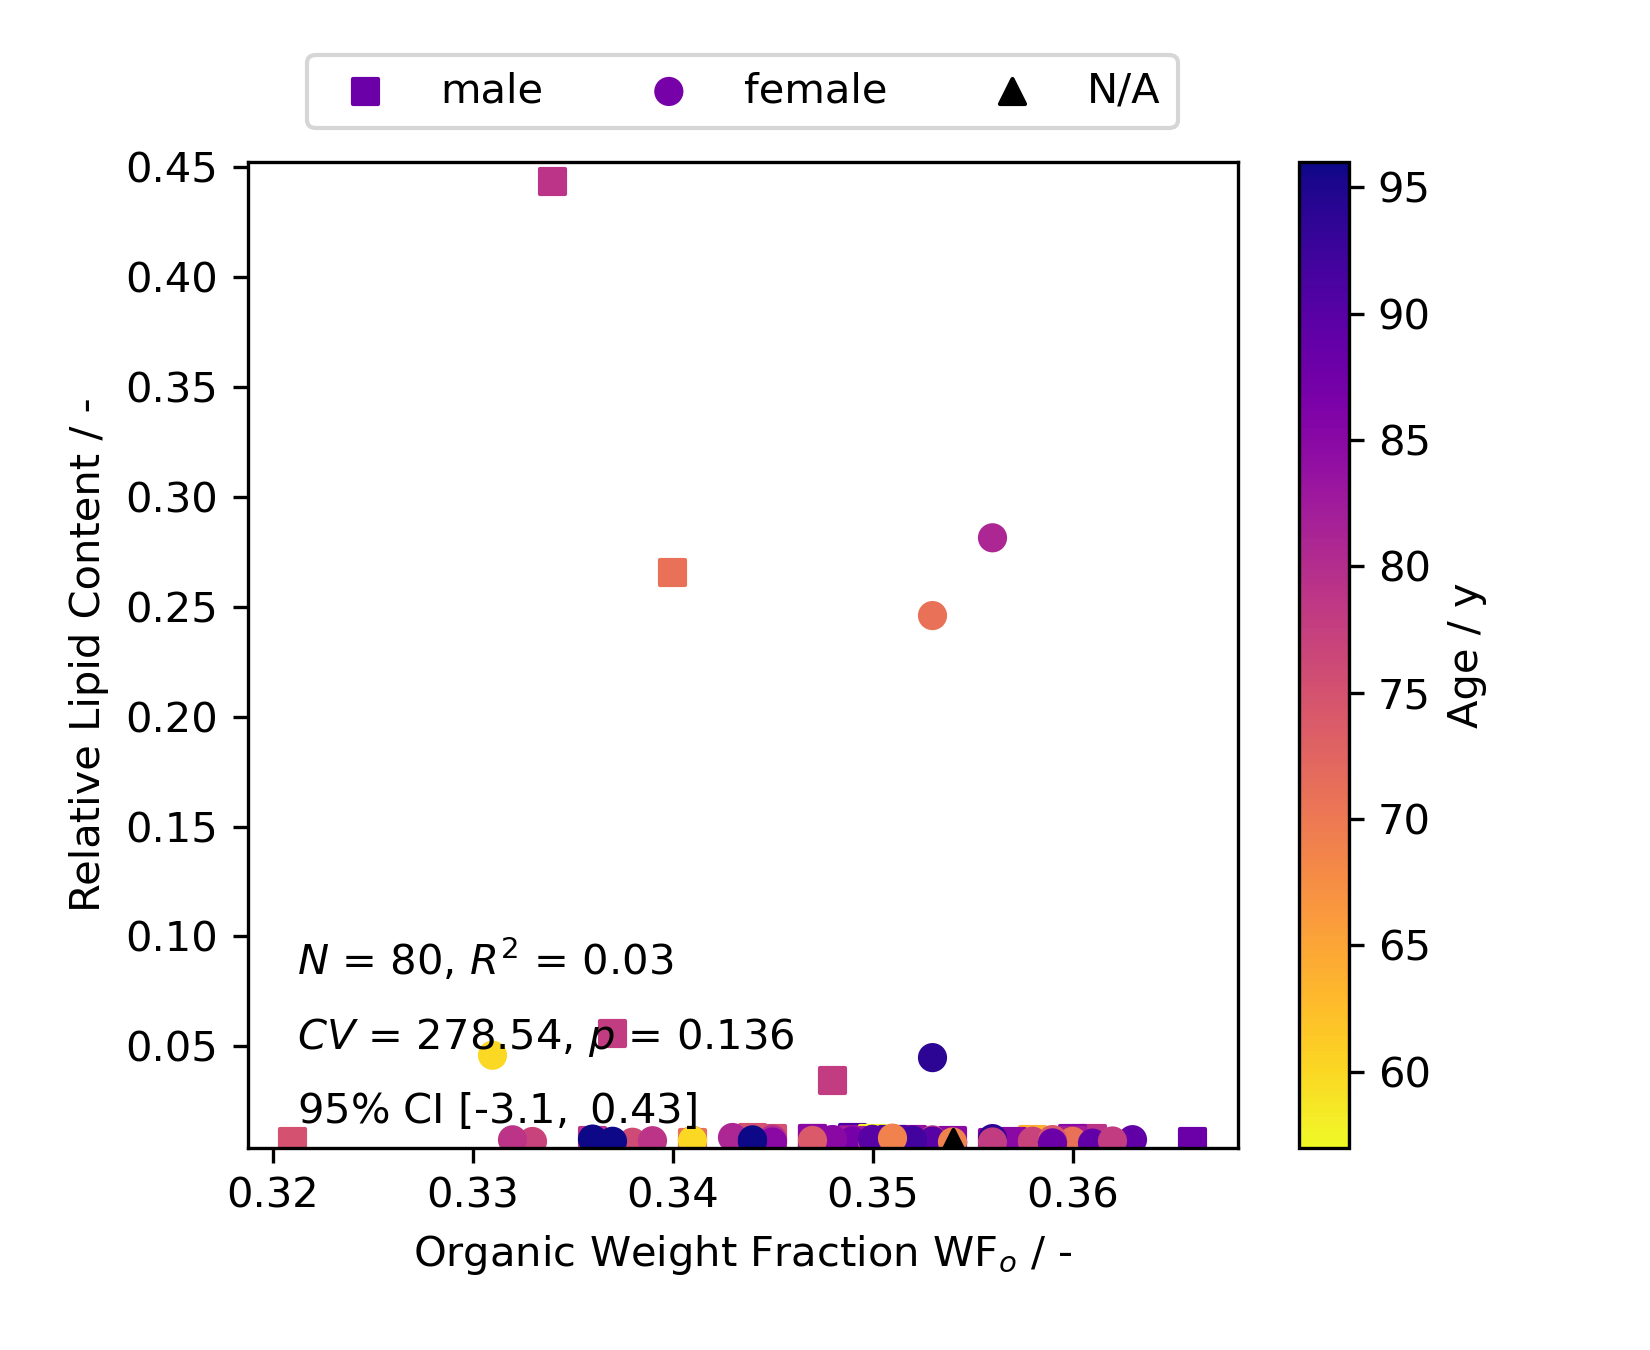 male female N/A
0.45
0.40
0.35
0.30
0.25
0.20
0.15
0.10
0.05
Relative Lipid Content / -
N = 80, R² = 0.03
CV = 278.54, p = 0.136
95% CI [-3.1, 0.43]
0.32 0.33 0.34 0.35 0.36
Organic Weight Fraction WFₒ / -
95
90
85
80
75
70
65
60
Age / y